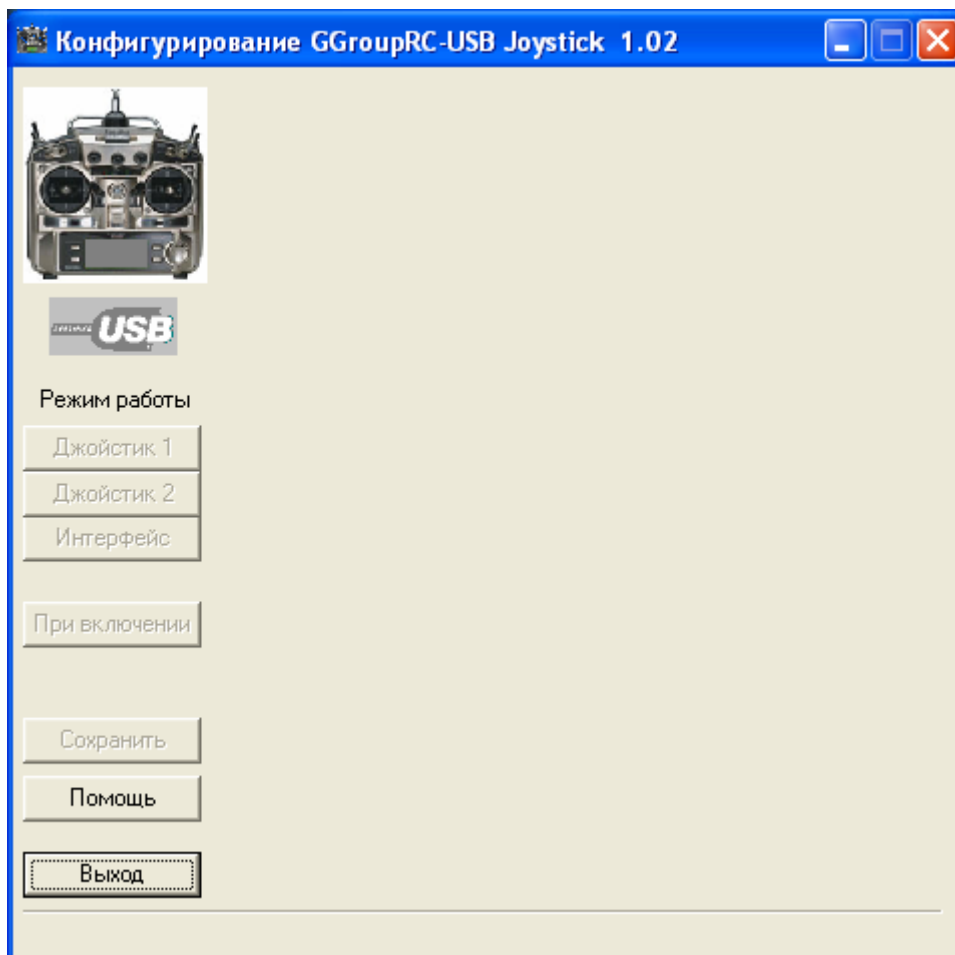 Конфигурирование GGroupRC-USB Joystick 1.02
USB
Режим работы
Джойстик 1
Джойстик 2
Интерфейс
При включении
Сохранить
Помощь
Выход